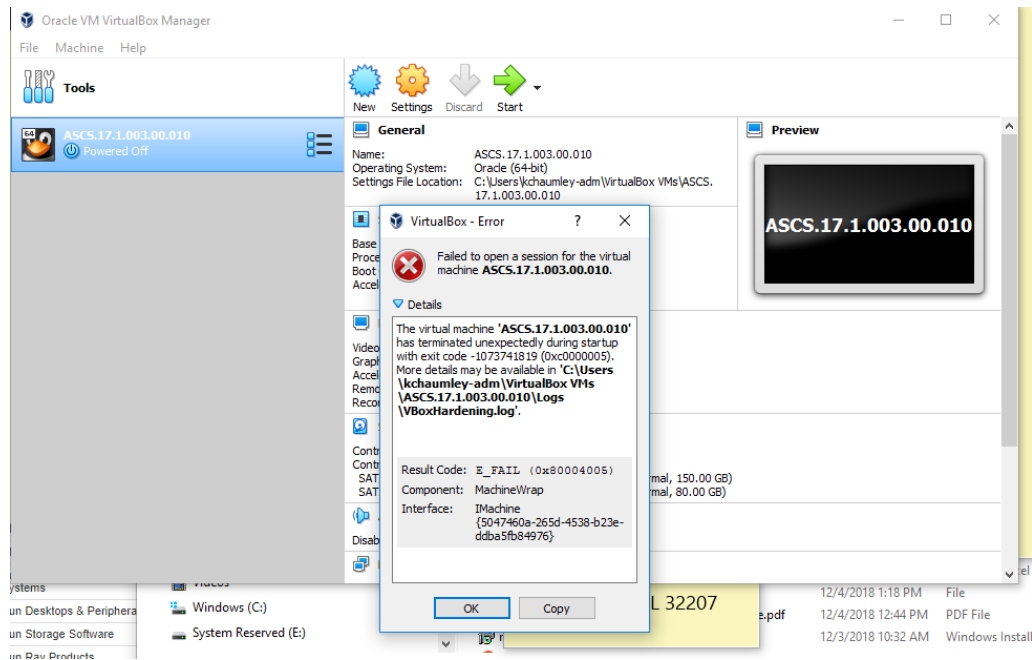 Oracle VM VirtualBox Manager
File Machine Help
Tools
New Settings Discard Start
64
ASCS.17.1.003.00.010
Powered Off
General
Name: ASCS.17.1.003.00.010
Operating System: Oracle (64-bit)
Settings File Location: C:\Users\kchaumley-adm\VirtualBox VMs\ASCS.
17.1.003.00.010
Preview
ASCS.17.1.003.00.010
Base
Proce
Boot
Accel
Video
Graph
Accel
Remo
Recor
Contr
Contr
SAT
SAT
rmal, 150.00 GB)
rmal, 80.00 GB)
Disab
VirtualBox - Error ?
Failed to open a session for the virtual
machine ASCS.17.1.003.00.010.
Details
The virtual machine 'ASCS.17.1.003.00.010'
has terminated unexpectedly during startup
with exit code -1073741819 (0xc0000005).
More details may be available in 'C:\Users
\kchaumley-adm\VirtualBox VMs
\ASCS.17.1.003.00.010\Logs
\VBoxHardening.log'.
Result Code: E_FAIL (0x80004005)
Component: MachineWrap
Interface: IMachine
{5047460a-265d-4538-b23e-
ddba5fb84976}
OK Copy
ystems
un Desktops & Periphera
un Storage Software
un Ray Products
Windows (C:)
System Reserved (E:)
L 32207
cel
12/4/2018 1:18 PM File
e.pdf 12/4/2018 12:44 PM PDF File
12/3/2018 10:32 AM Windows Install